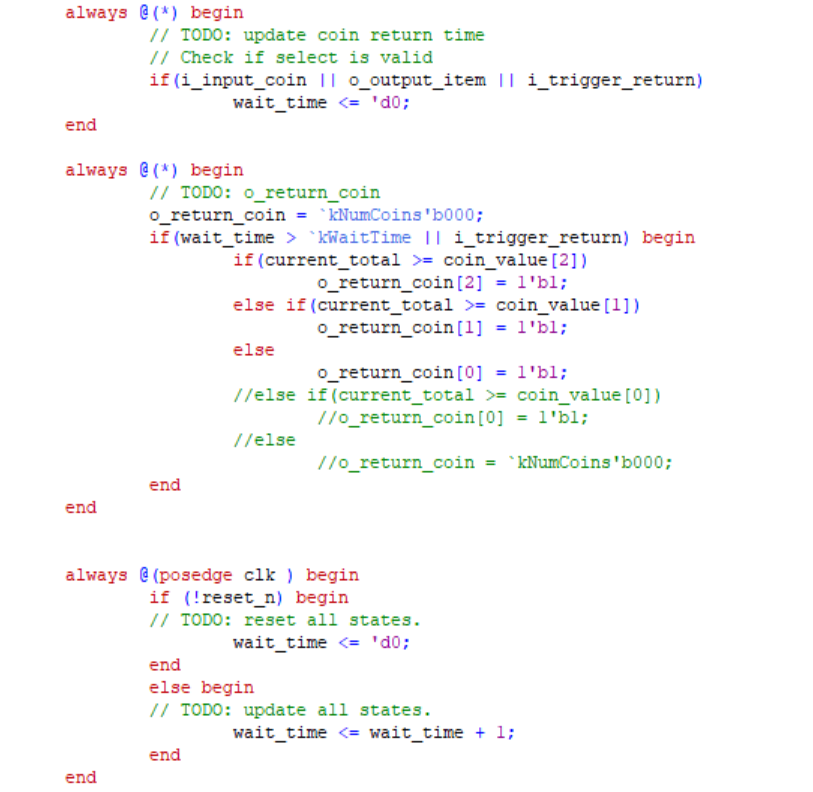 always @(*) begin
// TODO: update coin return time
// Check if select is valid
if(i_input_coin || o_output_item || i_trigger_return)
wait_time <= 'd0;
end
always @(*) begin
// TODO: o_return_coin
o_return_coin = `kNumCoins'b000;
if(wait_time > `kWaitTime || i_trigger_return) begin
if(current_total >= coin_value[2])
o_return_coin[2] = 1'b1;
else if(current_total >= coin_value[1])
o_return_coin[1] = 1'b1;
else
o_return_coin[0] = 1'b1;
//else if(current_total >= coin_value[0])
//o_return_coin[0] = 1'b1;
//else
//o_return_coin = `kNumCoins'b000;
end
end
always @(posedge clk ) begin
if (!reset_n) begin
// TODO: reset all states.
wait_time <= 'd0;
end
else begin
// TODO: update all states.
wait_time <= wait_time + 1;
end
end